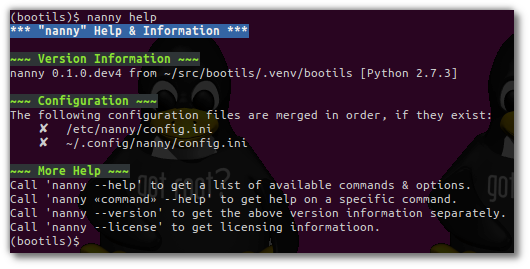 (bootils)$ nanny help
*** "nanny" Help & Information ***
~~~ Version Information ~~~
nanny 0.1.0.dev4 from ~/src/bootils/.venv/bootils [Python 2.7.3]
~~~ Configuration ~~~
The following configuration files are merged in order, if they exist:
✘ /etc/nanny/config.ini
✘ ~/.config/nanny/config.ini
~~~ More Help ~~~
Call 'nanny --help' to get a list of available commands & options.
Call 'nanny «command» --help' to get help on a specific command.
Call 'nanny --version' to get the above version information separately.
Call 'nanny --license' to get licensing informatioon.
(bootils)$
got root?
got